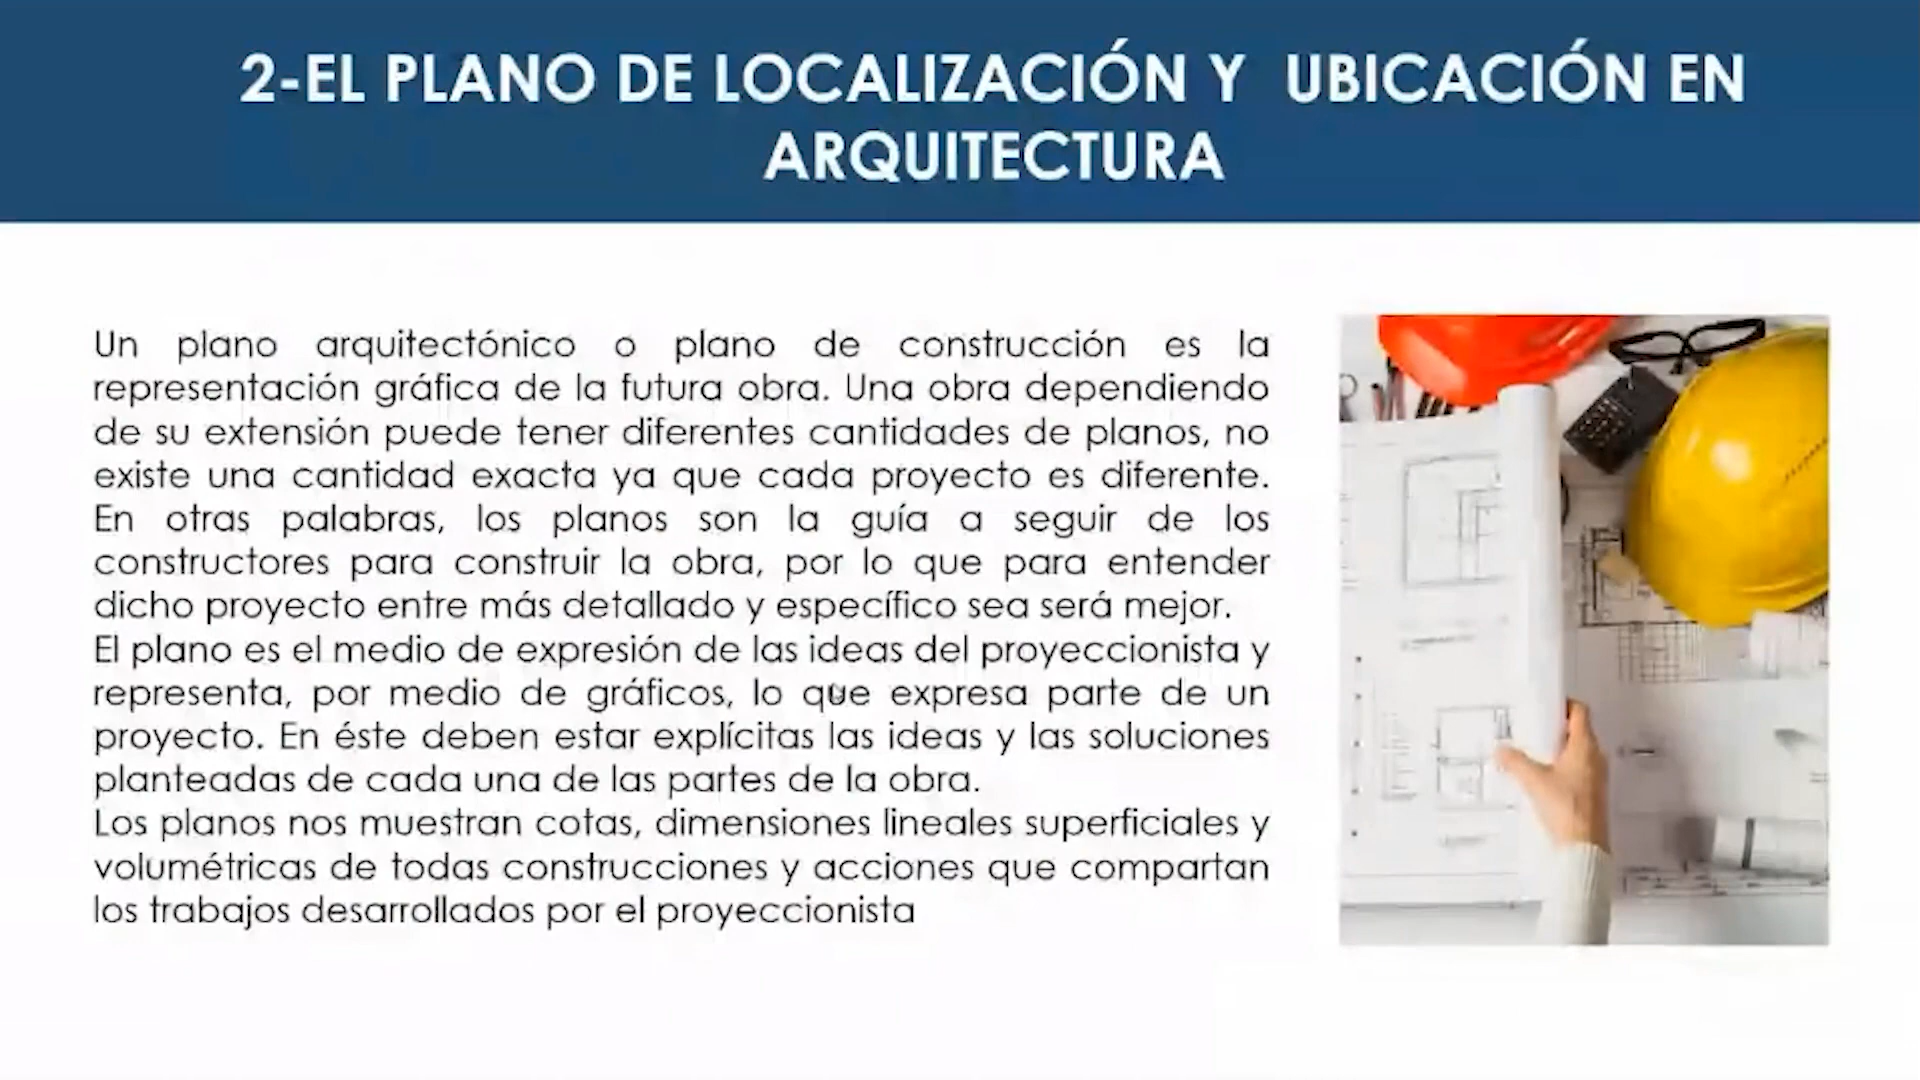 2-EL PLANO DE LOCALIZACIÓN Y UBICACIÓN EN
ARQUITECTURA
Un plano arquitectónico o plano de construcción es la
representación gráfica de la futura obra. Una obra dependiendo
de su extensión puede tener diferentes cantidades de planos, no
existe una cantidad exacta ya que cada proyecto es diferente.
En otras palabras, los planos son la guía a seguir de los
constructores para construir la obra, por lo que para entender
dicho proyecto entre más detallado y específico sea será mejor.
El plano es el medio de expresión de las ideas del proyeccionista y
representa, por medio de gráficos, lo que expresa parte de un
proyecto. En éste deben estar explícitas las ideas y las soluciones
planteadas de cada una de las partes de la obra.
Los planos nos muestran cotas, dimensiones lineales superficiales y
volumétricas de todas construcciones y acciones que compartan
los trabajos desarrollados por el proyeccionista